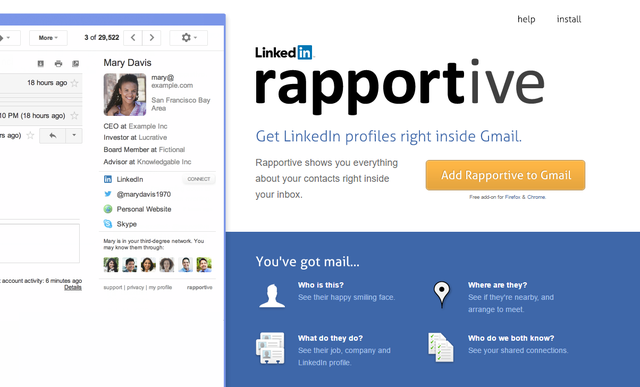 help install
More 3 of 29,522
Mary Davis
mary@
example.com
San Francisco Bay
Area
18 hours ago
10 PM (18 hours ago)
hours ago)
CEO at Example Inc
Investor at Lucrative
Board Member at Fictional
Advisor at Knowledgable Inc
LinkedIn CONNECT
@marydavis1970
Personal Website
Skype
Mary is in your third-degree network. You
may know them through:
account activity: 6 minutes ago
Details
support | privacy | my profile rapportive
Linked in
rapportive
Get LinkedIn profiles right inside Gmail.
Rapportive shows you everything
about your contacts right inside
your inbox.
Add Rapportive to Gmail
Free add-on for Firefox & Chrome.
You've got mail...
Who is this?
See their happy smiling face.
Where are they?
See if they're nearby, and
arrange to meet.
What do they do?
See their job, company and
LinkedIn profile.
Who do we both know?
See your shared connections.